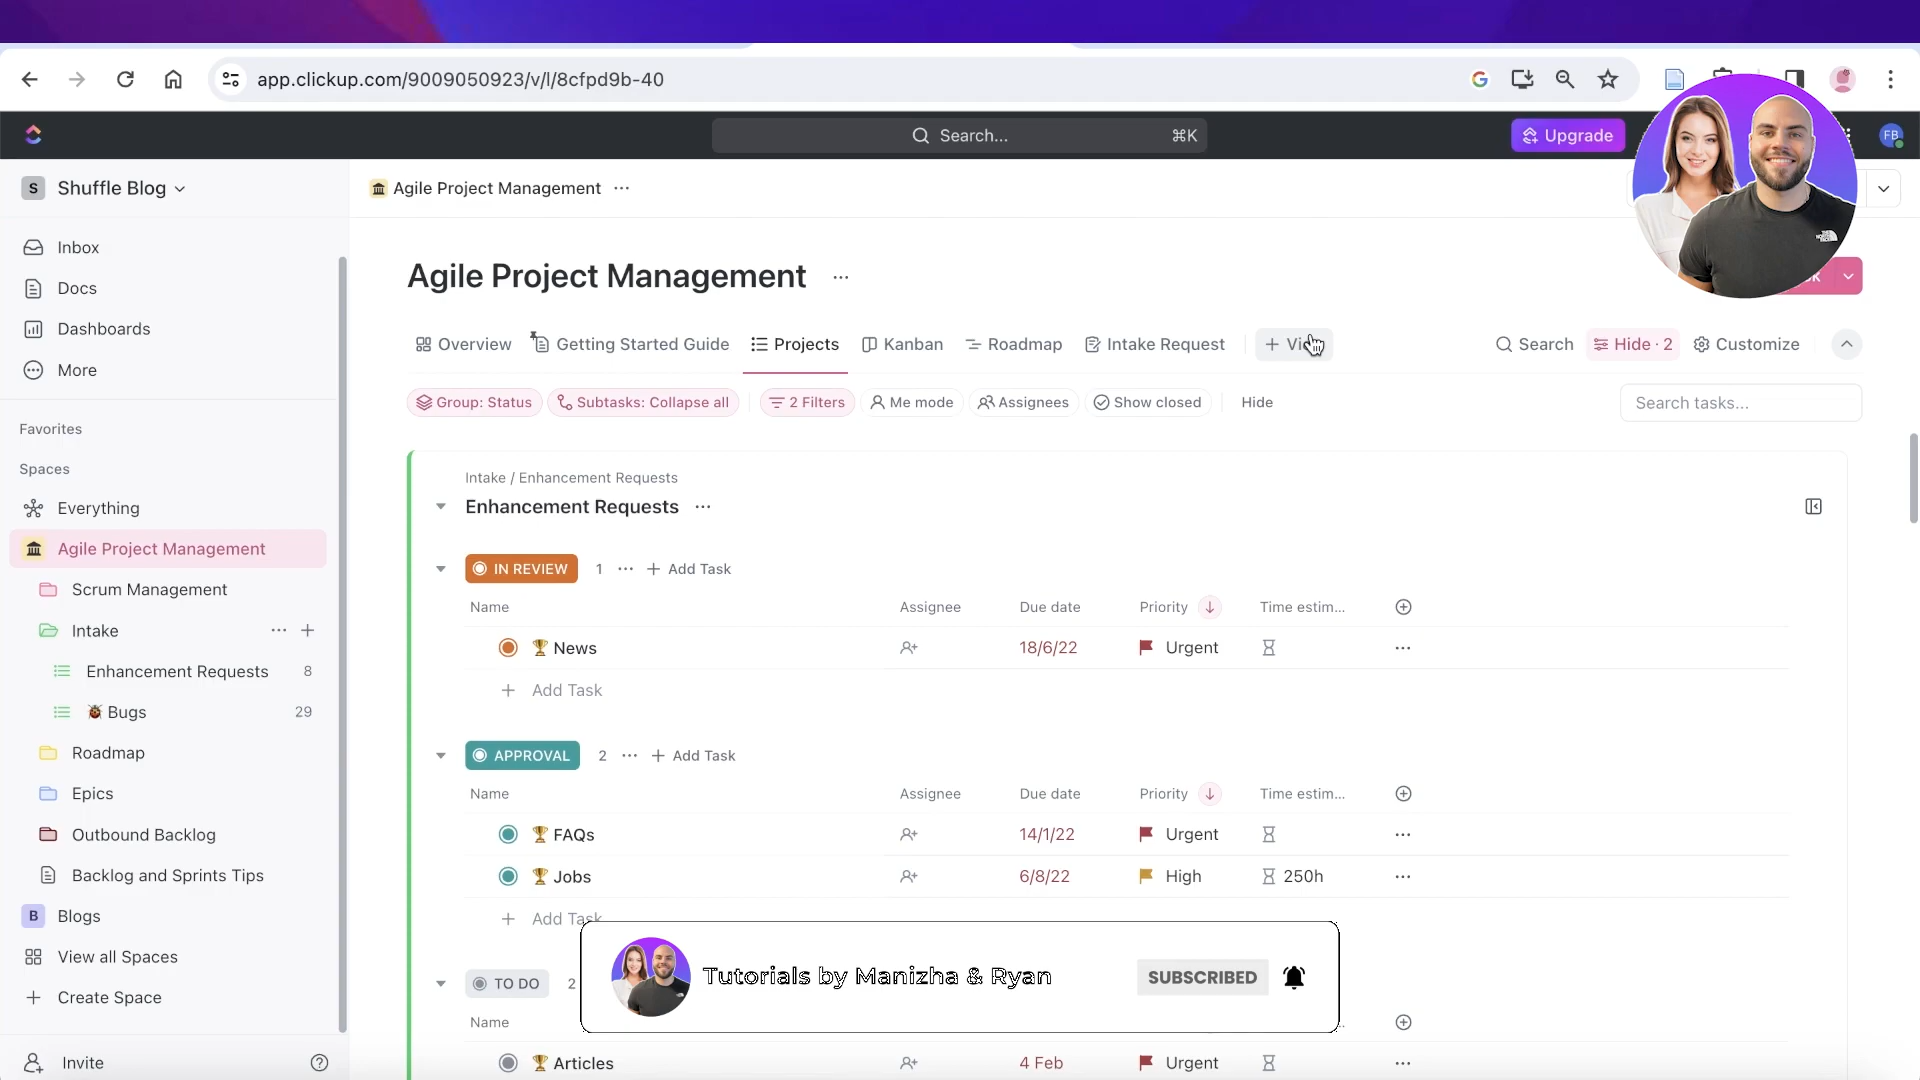 app.clickup.com/9009050923/v/l/8cfpd9b-40
Search... ⌘K
Upgrade
FB
S Shuffle Blog
Agile Project Management
Inbox
Docs
Dashboards
More
Favorites
Spaces
Everything
Agile Project Management
Scrum Management
Intake
Enhancement Requests 8
Bugs 29
Roadmap
Epics
Outbound Backlog
Backlog and Sprints Tips
B Blogs
View all Spaces
Create Space
Invite
Agile Project Management
Overview Getting Started Guide Projects Kanban Roadmap Intake Request Search Hide · 2 Customize
Group: Status Subtasks: Collapse all 2 Filters Me mode Assignees Show closed Hide Search tasks...
Intake / Enhancement Requests
Enhancement Requests
IN REVIEW 1 Add Task
Name Assignee Due date Priority Time estim...
News 18/6/22 Urgent
Add Task
APPROVAL 2 Add Task
Name Assignee Due date Priority Time estim...
FAQs 14/1/22 Urgent
Jobs 6/8/22 High 250h
Add Task
TO DO 2
Name
Articles 4 Feb Urgent
Tutorials by Manizha & Ryan SUBSCRIBED